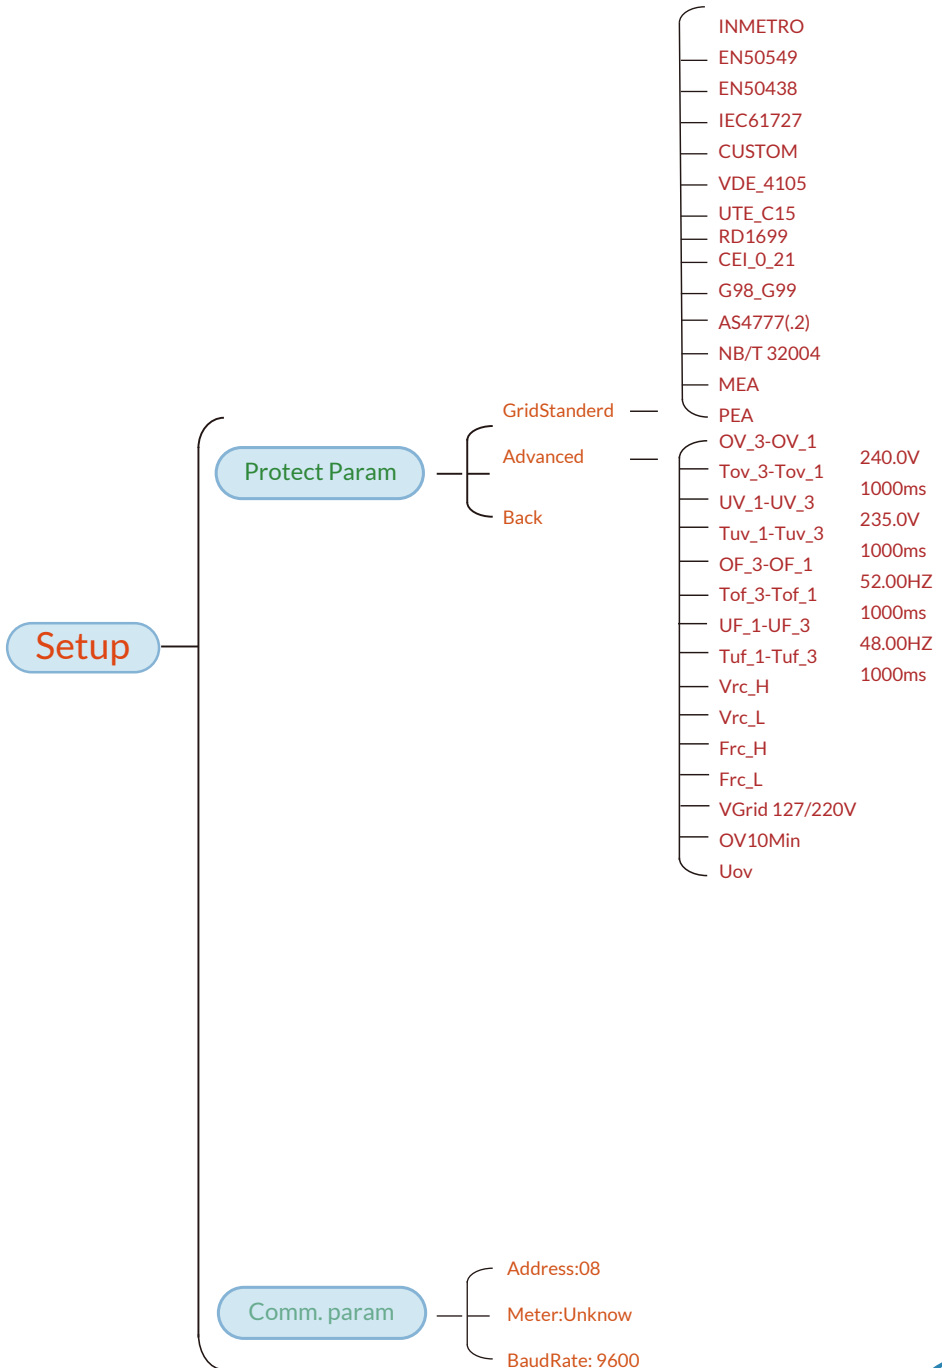 INMETRO
EN50549
EN50438
IEC61727
CUSTOM
VDE_4105
UTE_C15
RD1699
CEI_0_21
G98_G99
AS4777(.2)
NB/T 32004
MEA
GridStanderd
PEA
Protect Param
Advanced
Back
OV_3-OV_1
240.0V
Tov_3-Tov_1
1000ms
UV_1-UV_3
235.0V
Tuv_1-Tuv_3
1000ms
OF_3-OF_1
52.00HZ
Tof_3-Tof_1
1000ms
UF_1-UF_3
48.00HZ
Tuf_1-Tuf_3
1000ms
Setup
Vrc_H
Vrc_L
Frc_H
Frc_L
VGrid 127/220V
OV10Min
Uov
Comm. param
Address:08
Meter:Unknow
BaudRate: 9600